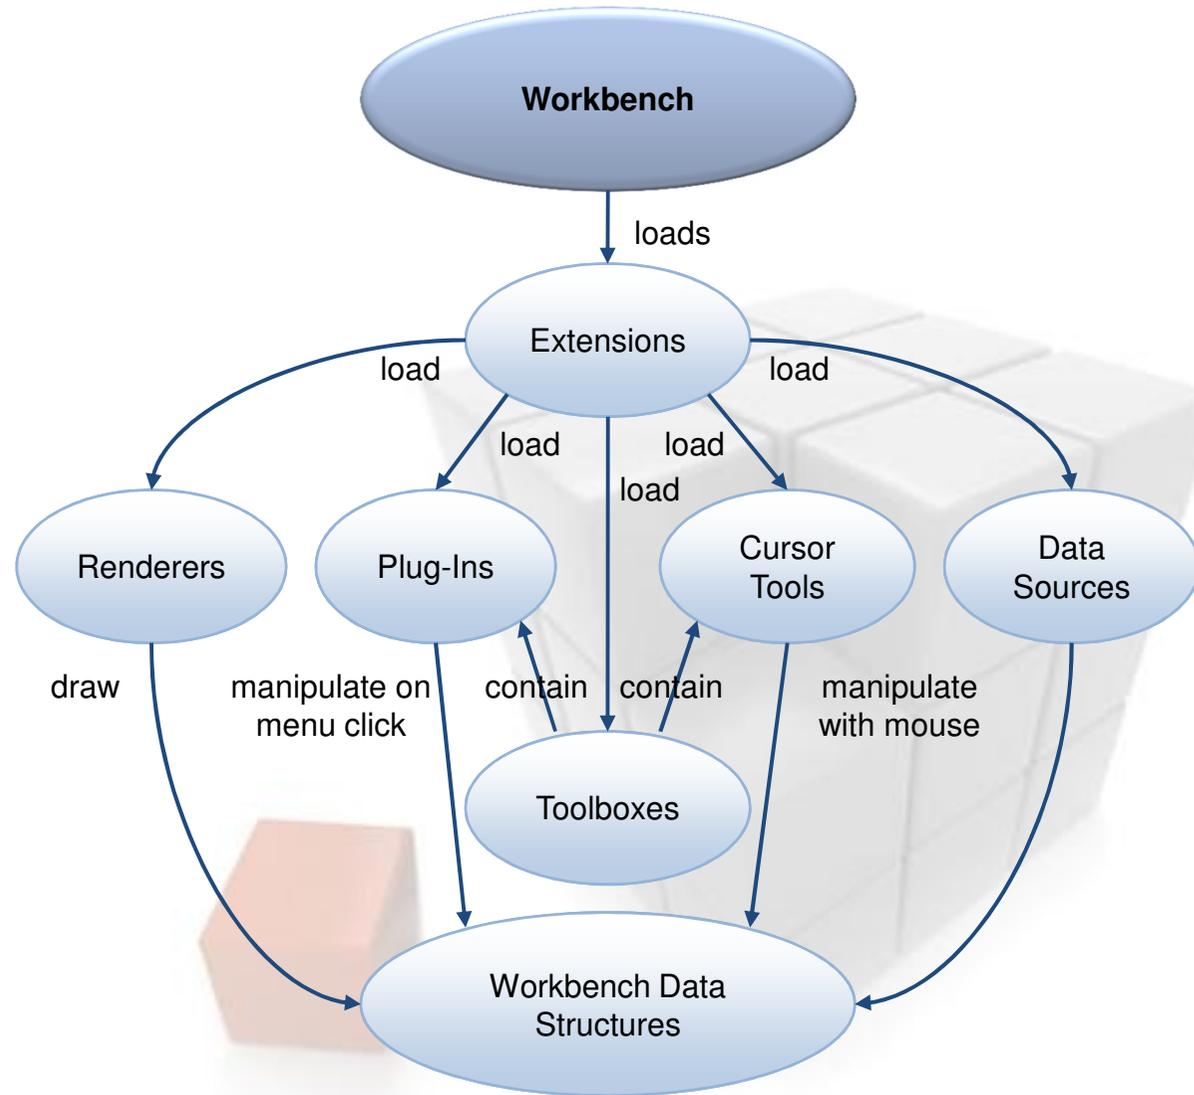 Workbench
loads
Extensions
load
load
load
load
load
Renderers
Plug-Ins
Cursor
Tools
Data
Sources
draw
manipulate on
menu click
contain
contain
manipulate
with mouse
Toolboxes
Workbench Data
Structures